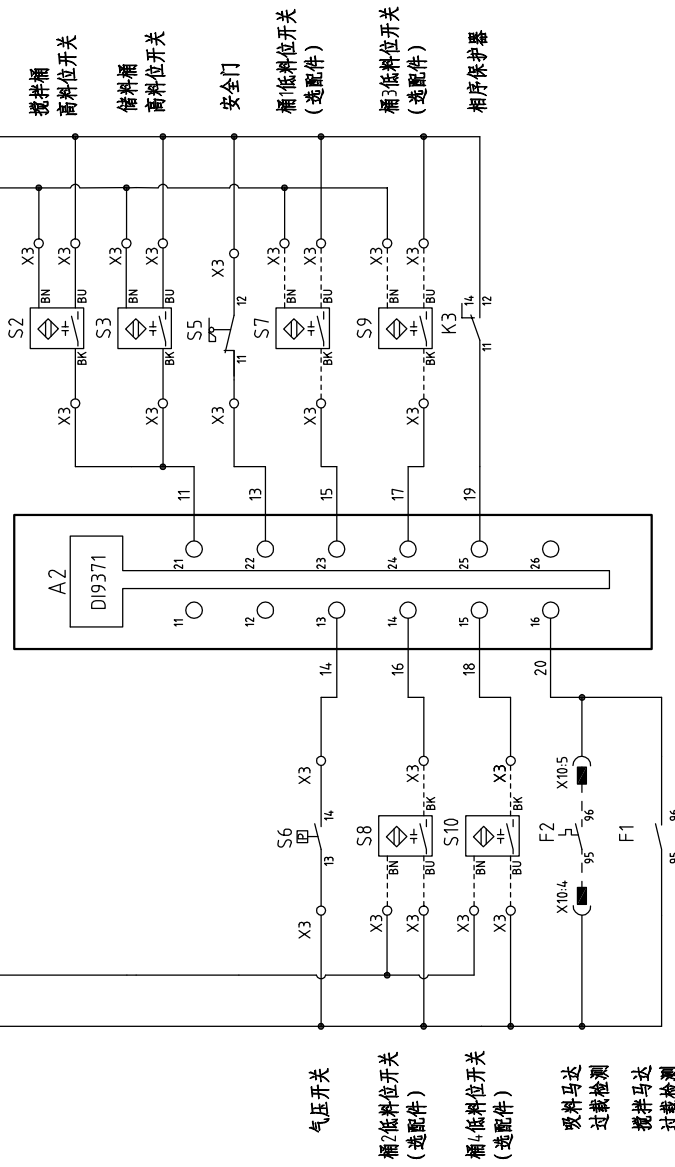 搅拌桶
高料位开关
储料桶
高料位开关
安全门
桶1低料位开关
(选配件)
桶3低料位开关
(选配件)
相序保护器
X3
X3
X3
X3
X3
X3
X3
X3
X3
S2
BN
BU
BK
S3
BN
BU
BK
S5
12
11
S7
BN
BU
BK
S9
BN
BU
BK
K3
14
12
11
X3
X3
X3
X3
X3
11
13
15
17
19
A2
DI9371
21
22
23
24
25
26
11
12
13
14
15
16
14
16
18
20
X3
X3
X3
X10:5
S6
P
14
13
S8
BK
BN
BU
S10
BK
BN
BU
F2
96
95
F1
96
95
X3
X3
X3
X3
X3
X10:4
气压开关
桶2低料位开关
(选配件)
桶4低料位开关
(选配件)
吸料马达
过载检测
搅拌马达
过载检测